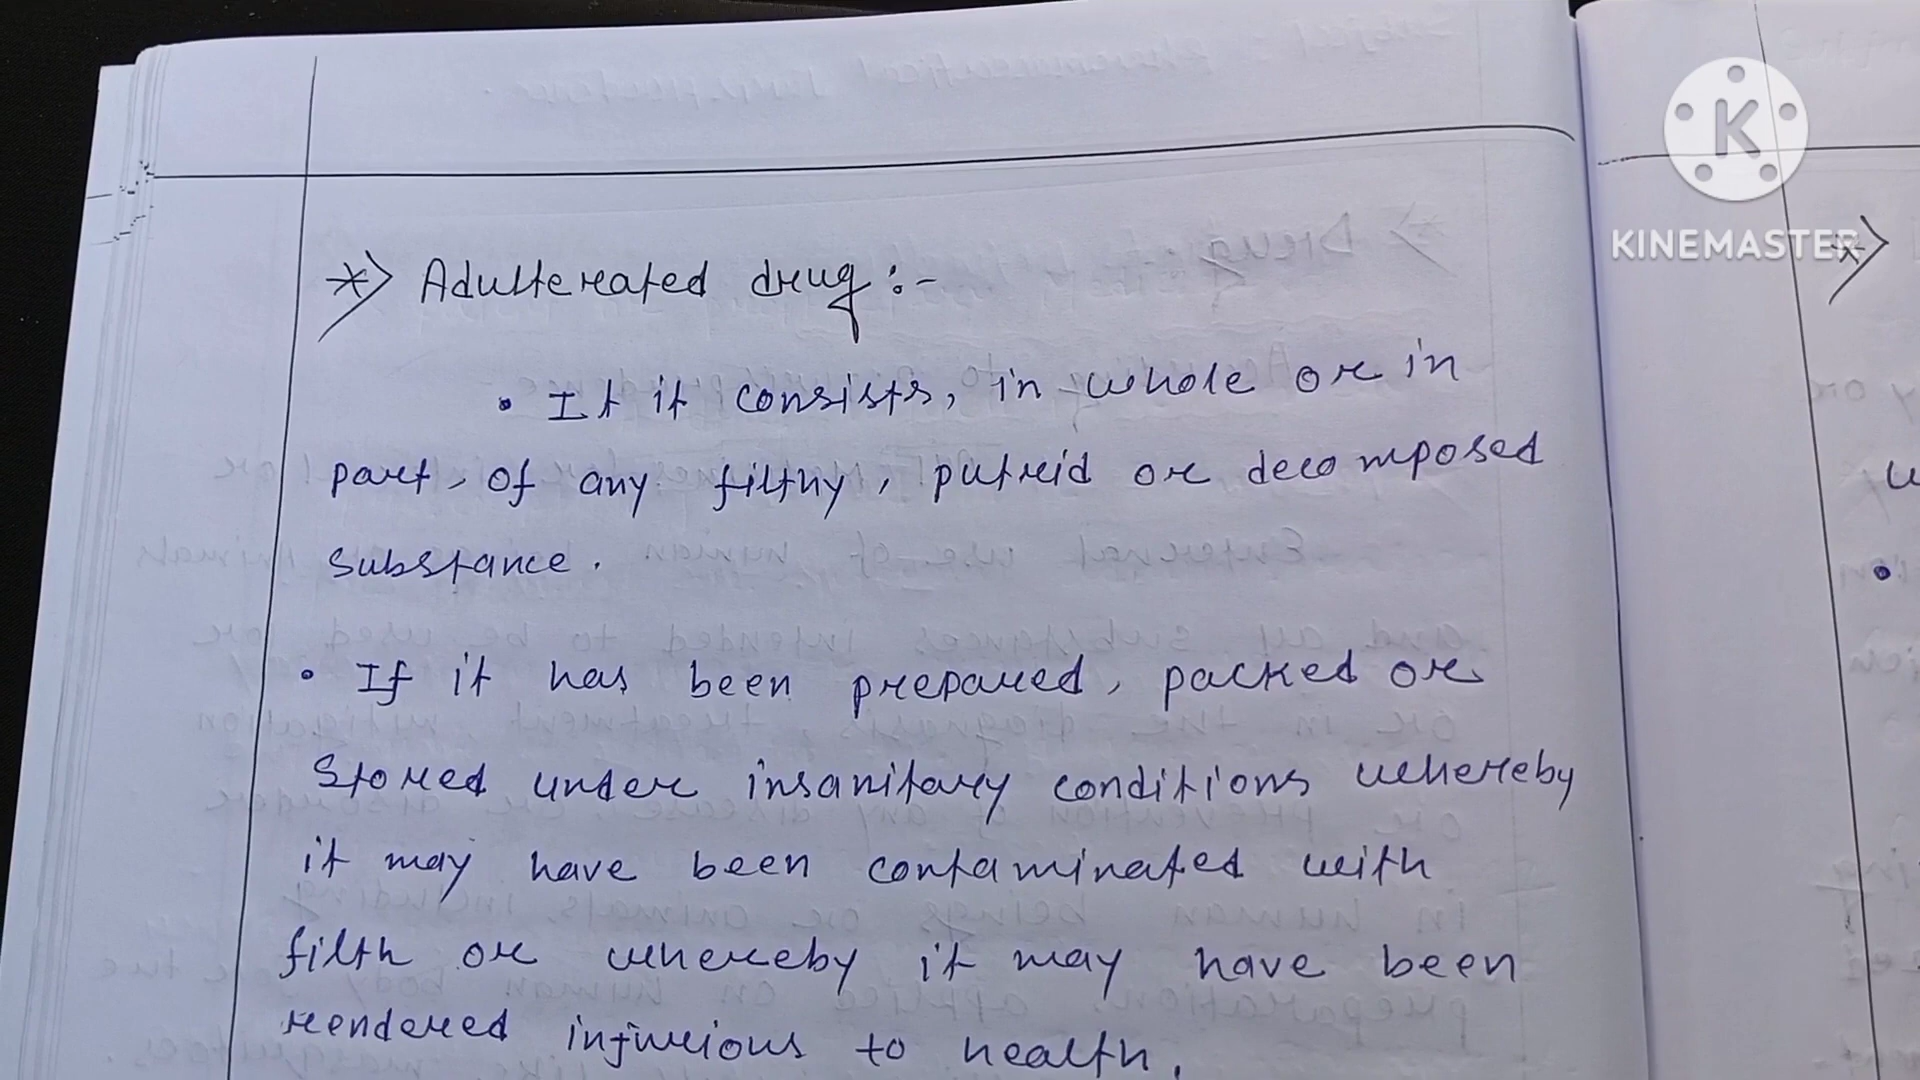 *> Adulterated drug :-
• If it consists, in whole or in
part, of any filthy, putrid or decomposed
substance.
• If it has been prepared, packed or
stored under insanitary conditions whereby
it may have been contaminated with
filth or whereby it may have been
rendered injurious to health.
KINEMASTER